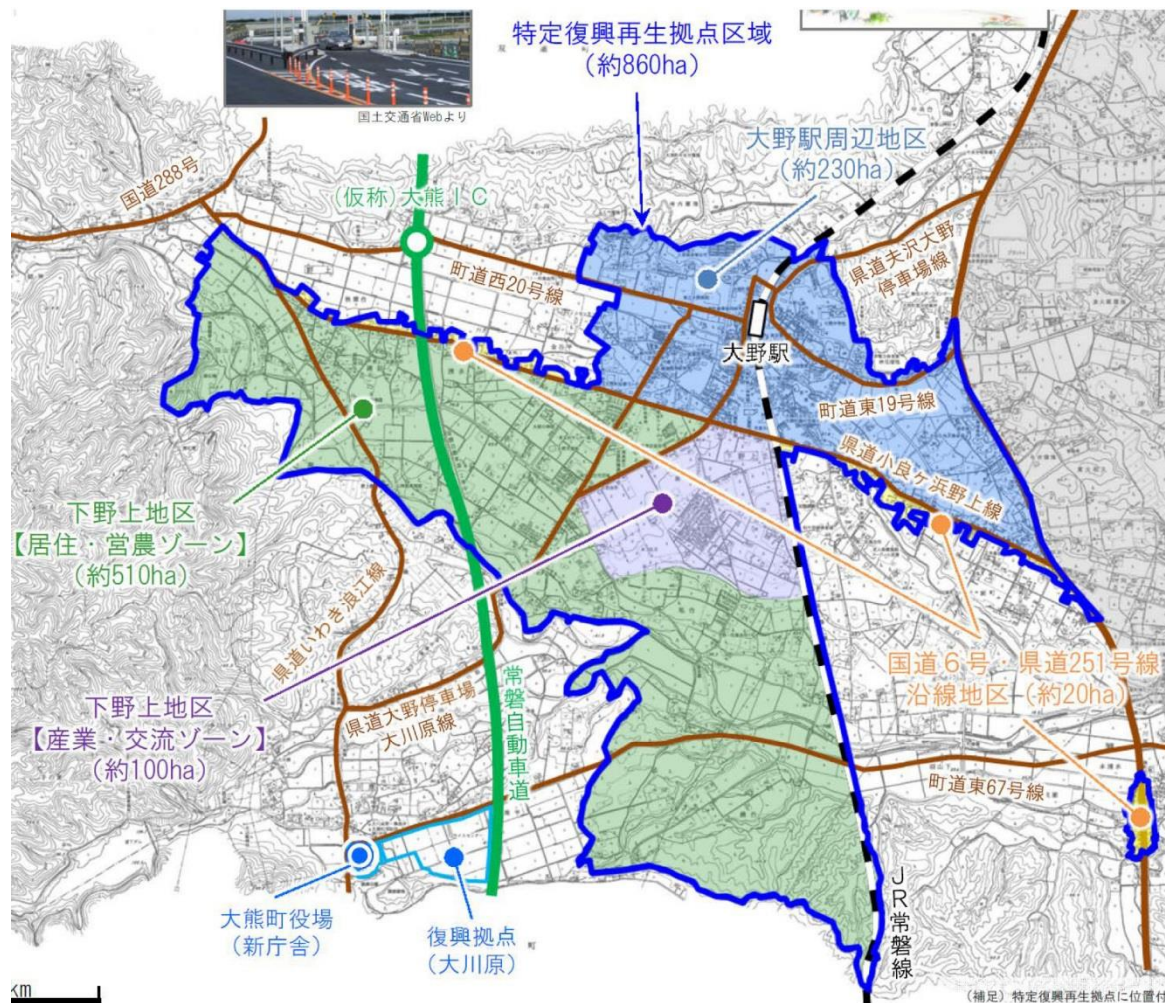 国土交通省Webより
特定復興再生拠点区域
（約860ha）
大野駅周辺地区
（約230ha）
国道288号
（仮称）大熊ＩＣ
町道西20号線
県道夫沢大野
停車場線
大野駅
町道東19号線
県道小良ヶ浜野上線
下野上地区
【居住・営農ゾーン】
（約510ha）
県道いわき浪江線
国道６号・県道251号線
沿線地区（約20ha）
下野上地区
【産業・交流ゾーン】
（約100ha）
県道大野停車場
大川原線
常磐自動車道
町道東67号線
大熊町役場
（新庁舎）
復興拠点
（大川原）
ＪＲ常磐線
km
（補足）特定復興再生拠点に位置付